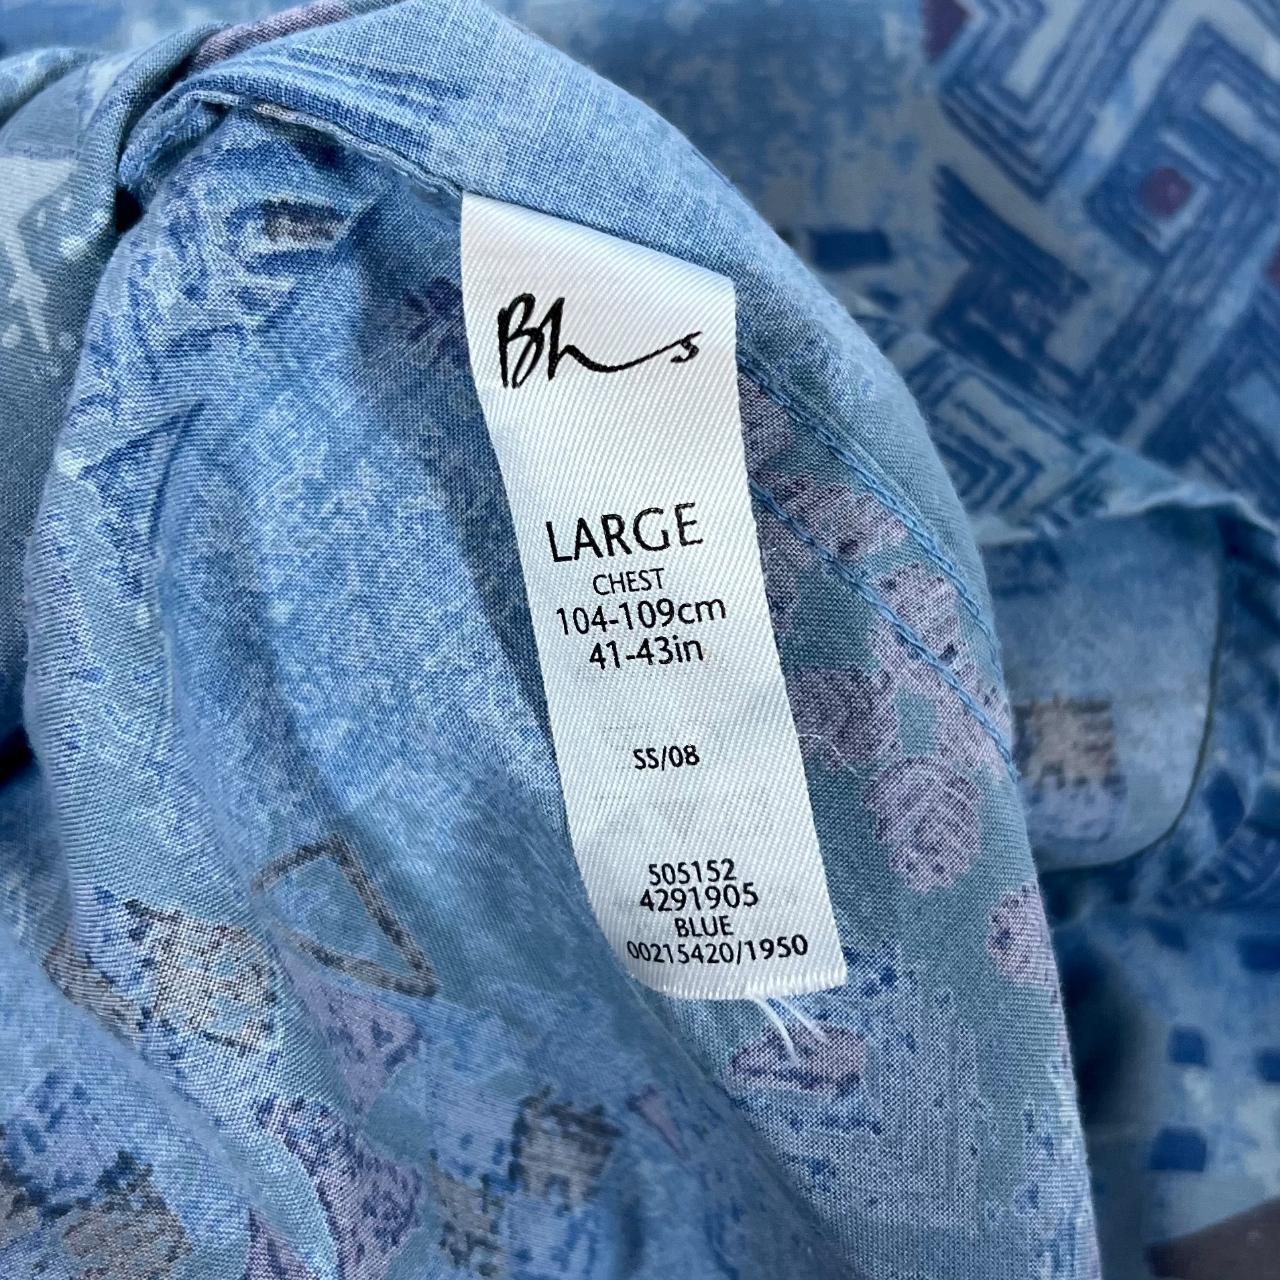 Bhs
LARGE
CHEST
104-109cm
41-43in
SS/08
505152
4291905
BLUE
00215420/1950